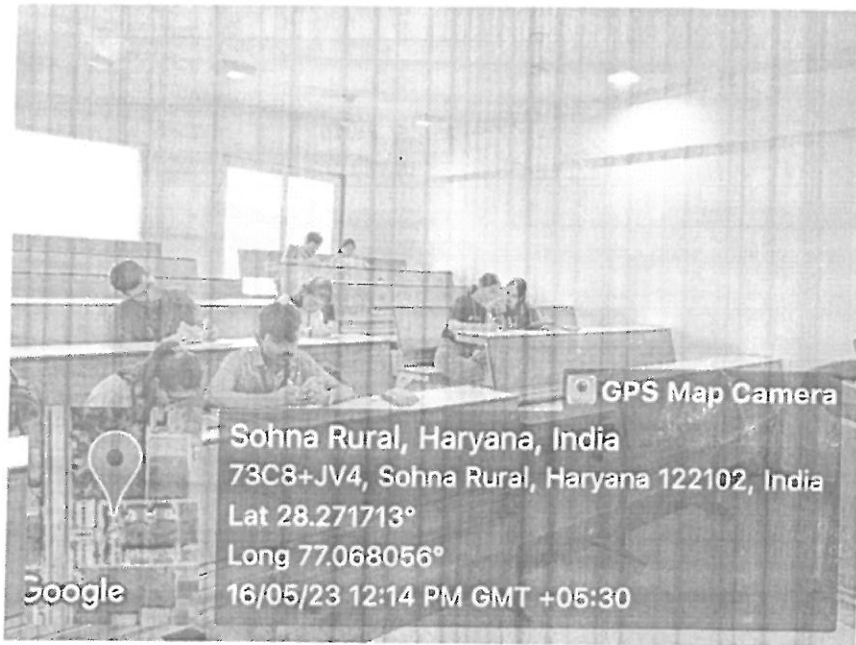 GPS Map Camera
Sohna Rural, Haryana, India
73C8+JV4, Sohna Rural, Haryana 122102, India
Lat 28.271713°
Long 77.068056°
16/05/23 12:14 PM GMT +05:30
Google